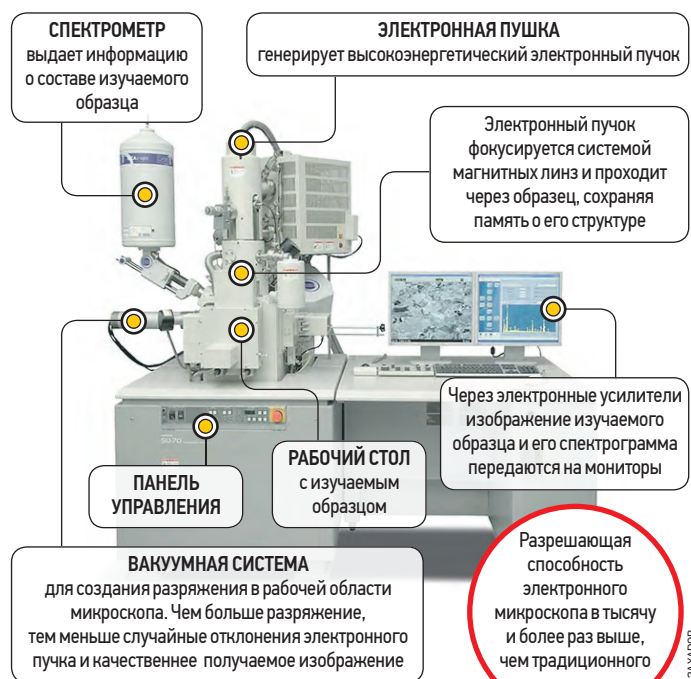 СПЕКТРОМЕТР
выдает информацию
о составе изучаемого
образца
ЭЛЕКТРОННАЯ ПУШКА
генерирует высокоэнергетический электронный пучок
Электронный пучок
фокусируется системой
магнитных линз и проходит
через образец, сохраняя
память о его структуре
Через электронные усилители
изображение изучаемого
образца и его спектрограмма
передаются на мониторы
РАБОЧИЙ СТОЛ
с изучаемым
образцом
ПАНЕЛЬ
УПРАВЛЕНИЯ
SU-70
ВАКУУМНАЯ СИСТЕМА
для создания разряжения в рабочей области
микроскопа. Чем больше разряжение,
тем меньше случайные отклонения электронного
пучка и качественнее получаемое изображение
Разрешающая
способность
электронного
микроскопа в тысячу
и более раз выше,
чем традиционного